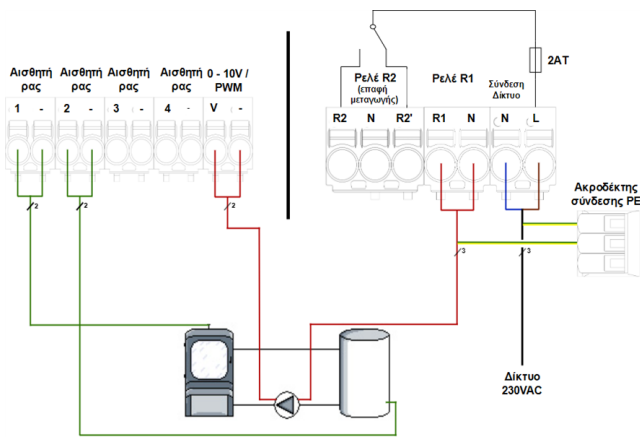 Αισθητή
ρας
Αισθητή
ρας
Αισθητή
ρας
Αισθητή
ρας
0 - 10V /
PWM
1 - 2 - 3 - 4 - V -
2
2
2
Ρελέ R2
(επαφή
μεταγωγής)
Ρελέ R1
Σύνδεση
Δίκτυο
2AT
R2 N R2' R1 N N L
Ακροδέκτης
σύνδεσης PE
3
3
Δίκτυο
230VAC